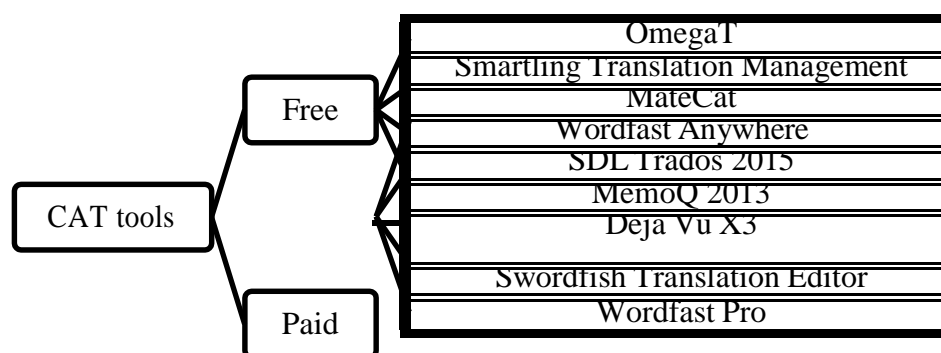 OmegaT
Smartling Translation Management
Free
MateCat
Wordfast Anywhere
SDL Trados 2015
MemoQ 2013
CAT tools
Deja Vu X3
Swordfish Translation Editor
Paid
Wordfast Pro